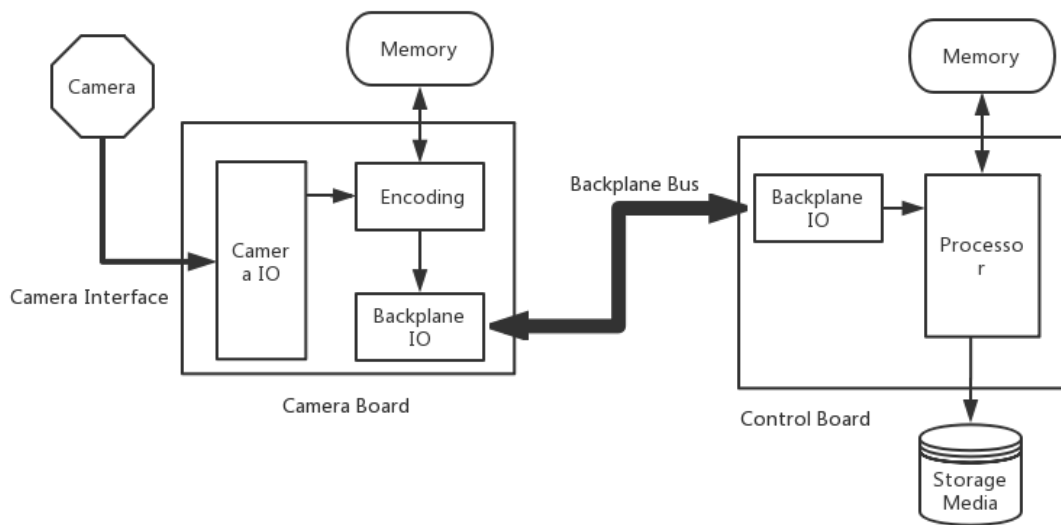 Memory
Memory
Camera
Encoding
Backplane Bus
Backplane
IO
Camer
a IO
Processo
r
Camera Interface
Backplane
IO
Camera Board
Control Board
Storage
Media